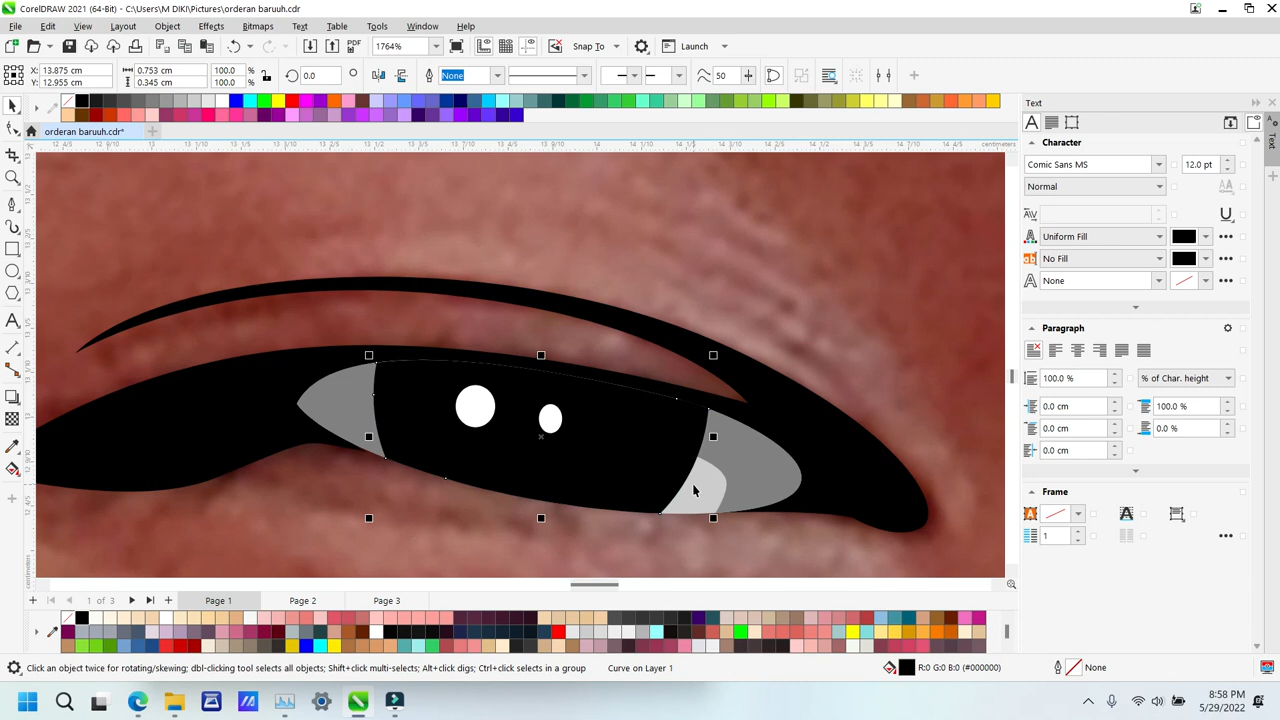 CorelDRAW 2021 (64-Bit) - C:\Users\M DIKI\Pictures\orderan baruuh.cdr
File Edit View Layout Object Effects Bitmaps Text Table Tools Window Help
PDF 1764% Snap To Launch
X: 13.875 cm 0.753 cm 100.0 % 0.0 None 50
Y: 12.955 cm 0.345 cm 100.0 %
orderan baruuh.cdr*
centimeters
Text
Character
Comic Sans MS 12.0 pt
Normal
Uniform Fill
No Fill
None
Paragraph
100.0 % % of Char. height
0.0 cm 100.0 %
0.0 cm 0.0 %
0.0 cm
Frame
1
1 of 3 Page 1 Page 2 Page 3
Click an object twice for rotating/skewing; dbl-clicking tool selects all objects; Shift+click multi-selects; Alt+click digs; Ctrl+click selects in a group Curve on Layer 1 R:0 G:0 B:0 (#000000) None
8:58 PM
5/29/2022